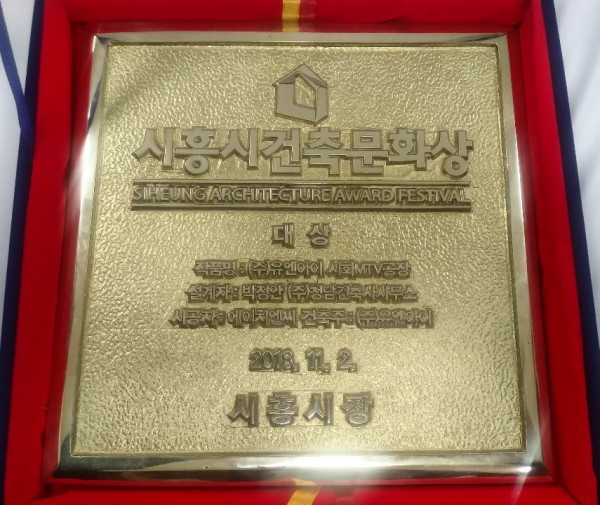 시흥시건축문화상
SIHEUNG ARCHITECTURE AWARD FESTIVAL
대 상
작품명 : (주)유엔아이 시화MTV공장
설계자 : 박정안 (주)청담건축사사무소
시공자 : 에이치엔씨 건축주 : (주)유엔아이
2018. 11. 2.
시흥시장